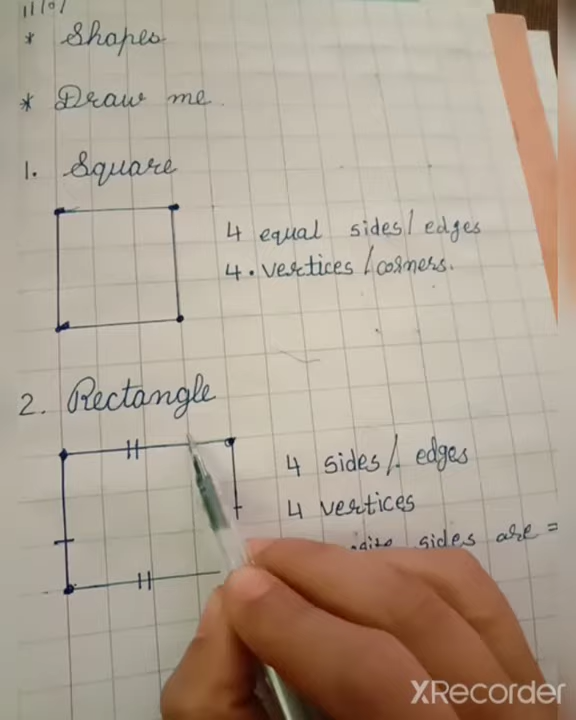 * Shapes
* Draw me.
1. Square
4 equal sides/edges
4. vertices/corners.
2. Rectangle
4 sides/. edges
4 vertices
sides are =
XRecorder